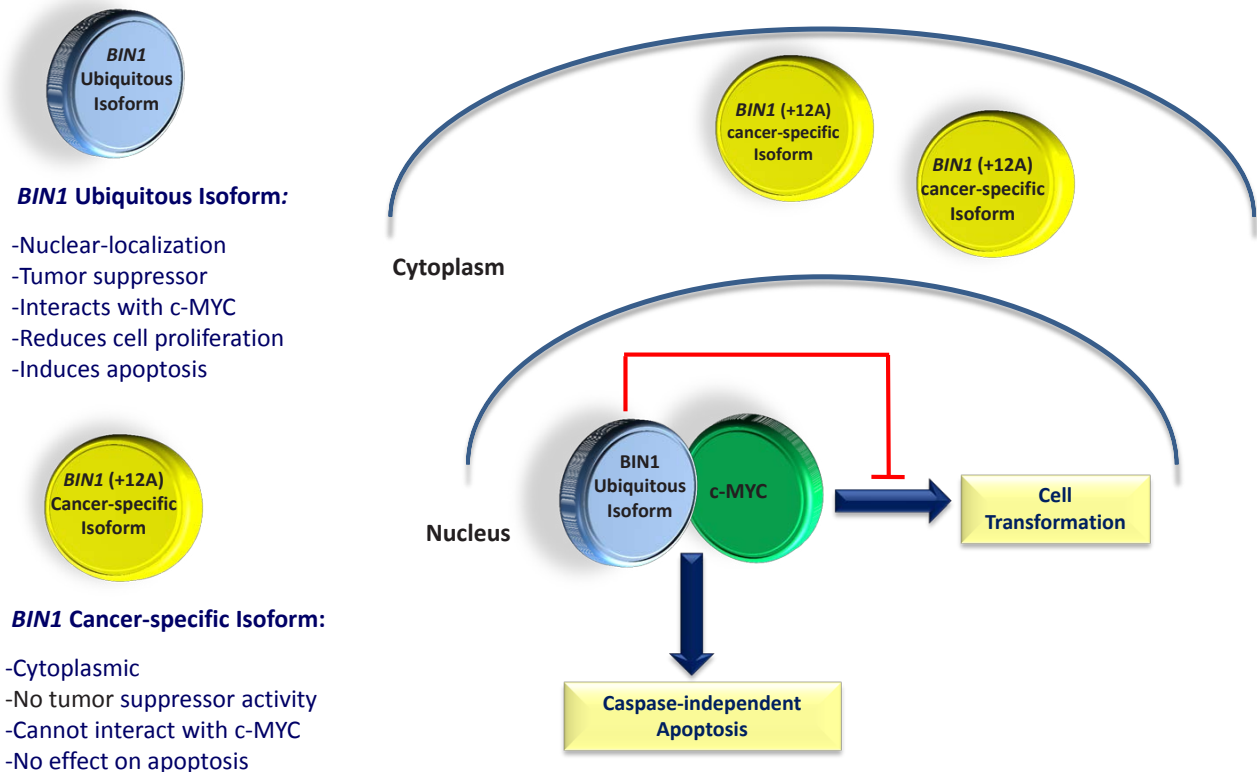 BIN1
Ubiquitous
Isoform
BIN1 Ubiquitous Isoform:
-Nuclear-localization
-Tumor suppressor
-Interacts with c-MYC
-Reduces cell proliferation
-Induces apoptosis
BIN1 (+12A)
Cancer-specific
Isoform
BIN1 Cancer-specific Isoform:
-Cytoplasmic
-No tumor suppressor activity
-Cannot interact with c-MYC
-No effect on apoptosis
BIN1 (+12A)
cancer-specific
Isoform
BIN1 (+12A)
cancer-specific
Isoform
Cytoplasm
Nucleus
BIN1
Ubiquitous
Isoform
c-MYC
Cell
Transformation
Caspase-independent
Apoptosis